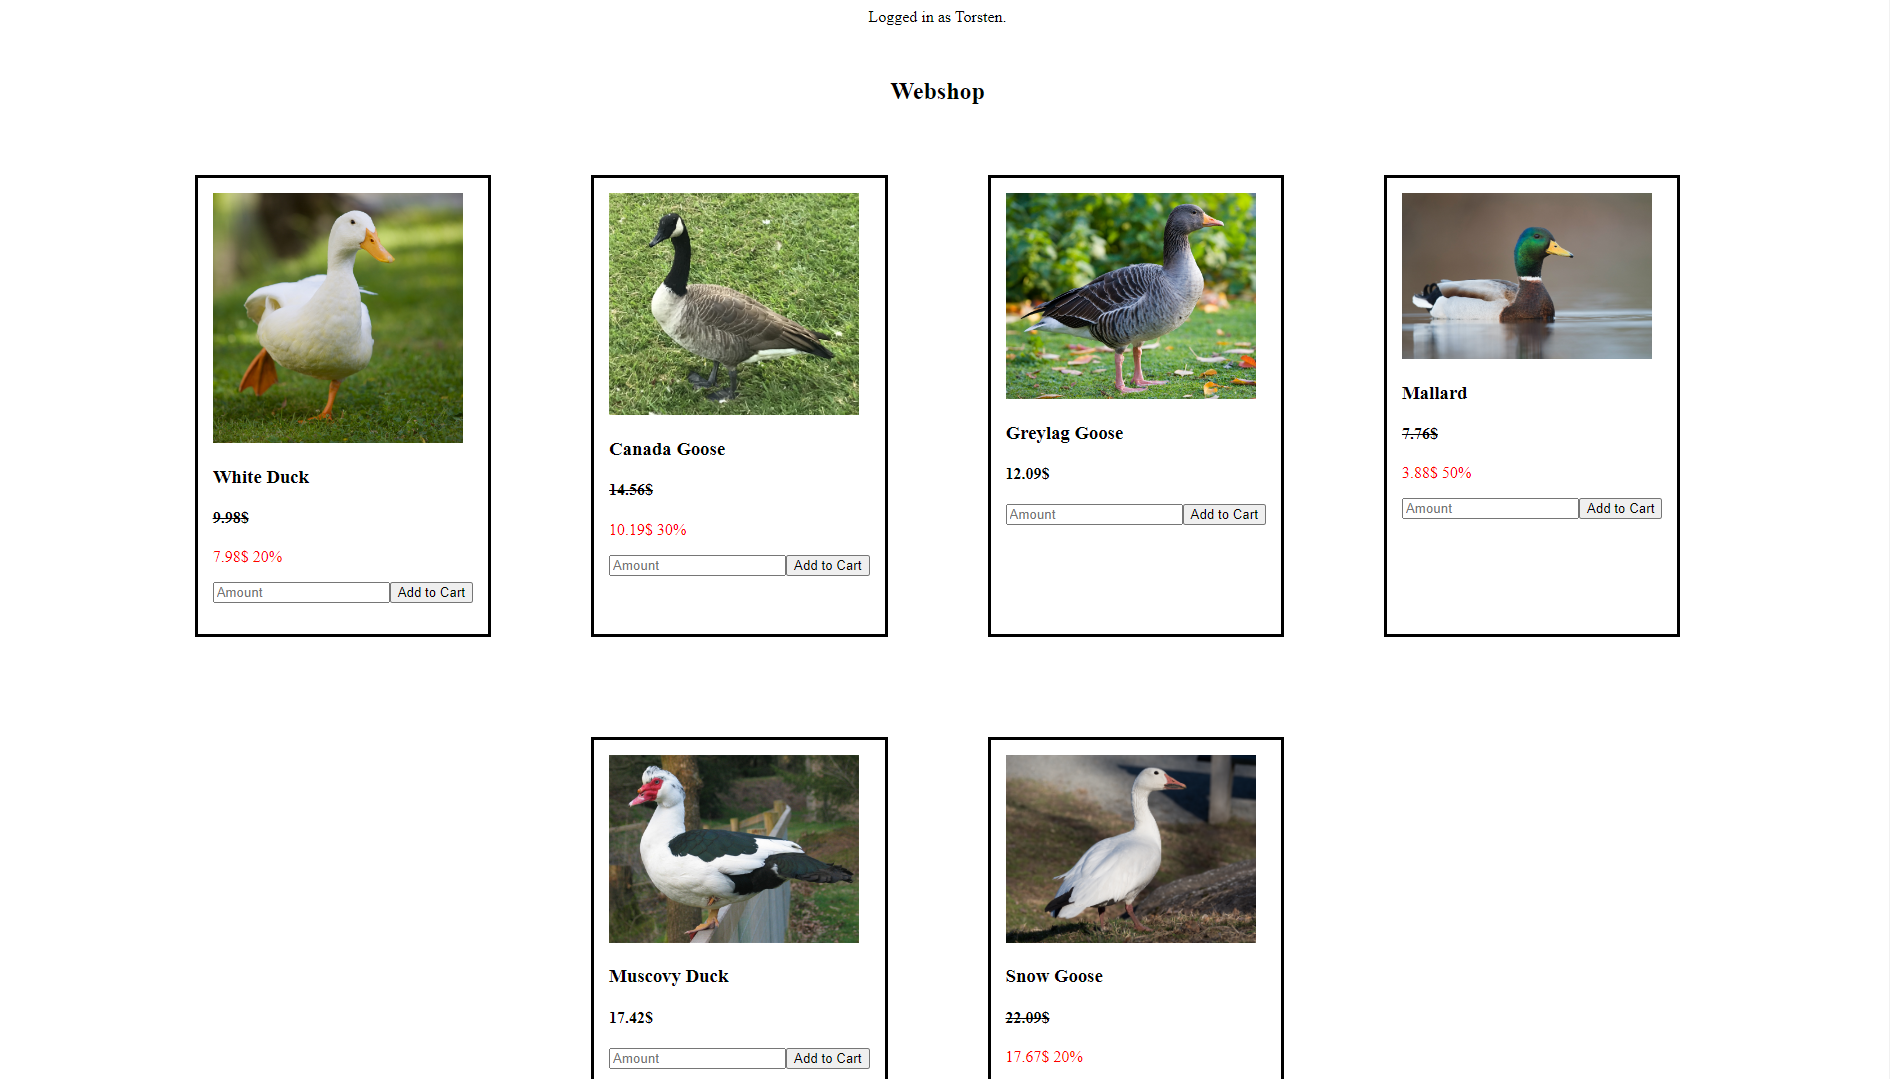 Logged in as Torsten.
Webshop
White Duck
9.98$
7.98$ 20%
Amount Add to Cart
Canada Goose
14.56$
10.19$ 30%
Amount Add to Cart
Greylag Goose
12.09$
Amount Add to Cart
Mallard
7.76$
3.88$ 50%
Amount Add to Cart
Muscovy Duck
17.42$
Amount Add to Cart
Snow Goose
22.09$
17.67$ 20%